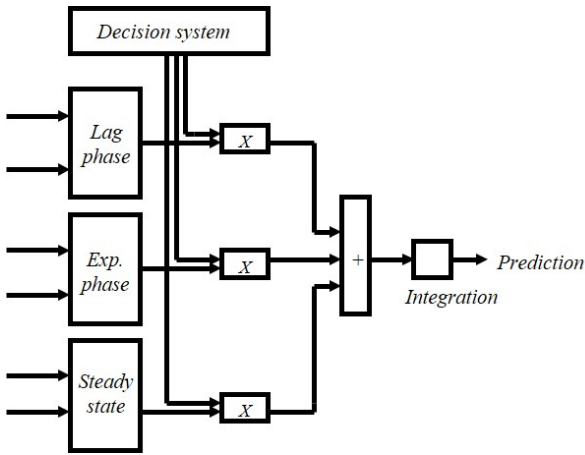 Decision system
Lag
phase
X
Exp.
phase
X
+
Prediction
Integration
Steady
state
X